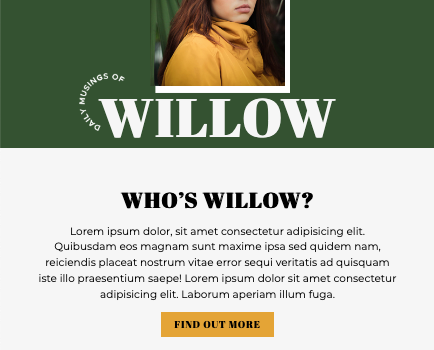 DAILY MUSINGS OF
WILLOW
WHO'S WILLOW?
Lorem ipsum dolor, sit amet consectetur adipisicing elit.
Quibusdam eos magnam sunt maxime ipsa sed quidem nam,
reiciendis placeat nostrum vitae error sequi veritatis ad quisquam
iste illo praesentium saepe! Lorem ipsum dolor sit amet consectetur
adipisicing elit. Laborum aperiam illum fuga.
FIND OUT MORE